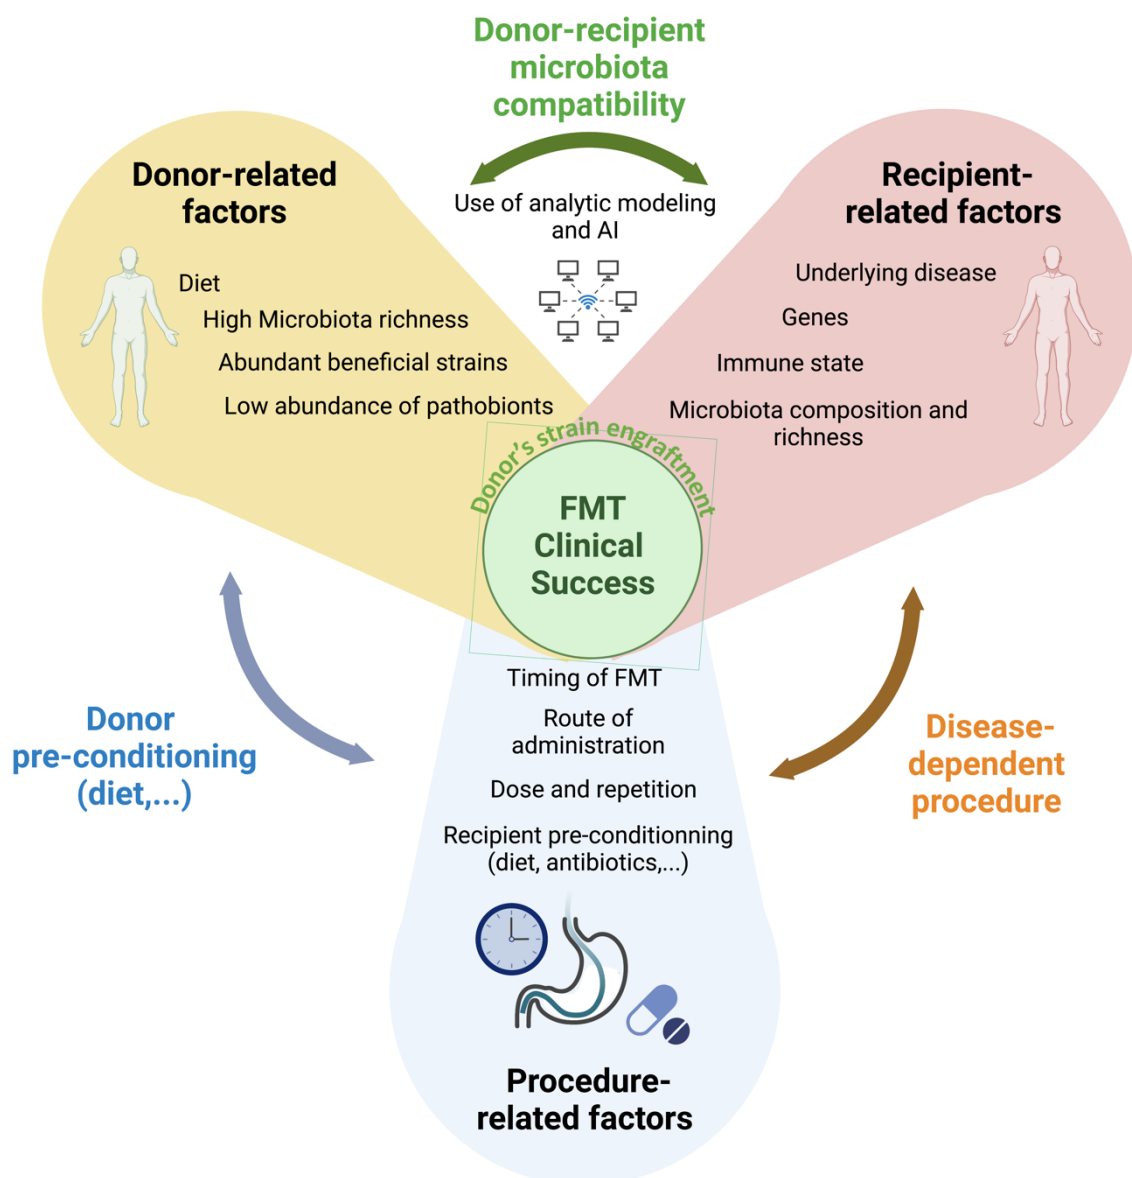 Donor-recipient
microbiota
compatibility
Use of analytic modeling
and AI
Donor-related
factors
Diet
High Microbiota richness
Abundant beneficial strains
Low abundance of pathobionts
Recipient-
related factors
Underlying disease
Genes
Immune state
Microbiota composition and
richness
Donor's strain engraftment
FMT
Clinical
Success
Donor
pre-conditioning
(diet,...)
Disease-
dependent
procedure
Timing of FMT
Route of
administration
Dose and repetition
Recipient pre-conditionning
(diet, antibiotics,...)
Procedure-
related factors